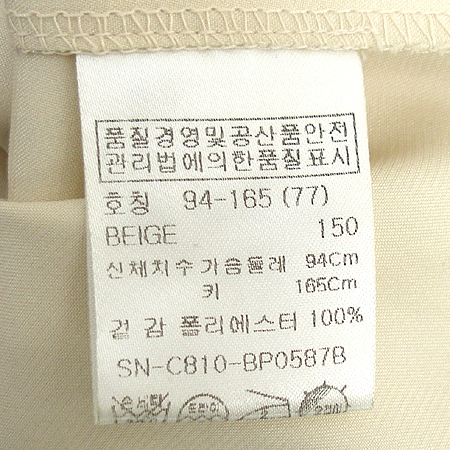 품질경영및공산품안전
관리법에의한품질표시
호칭 94-165 (77)
BEIGE 150
신체치수 가슴둘레 94Cm
키 165Cm
겉 감 폴리에스터 100%
SN-C810-BP0587B